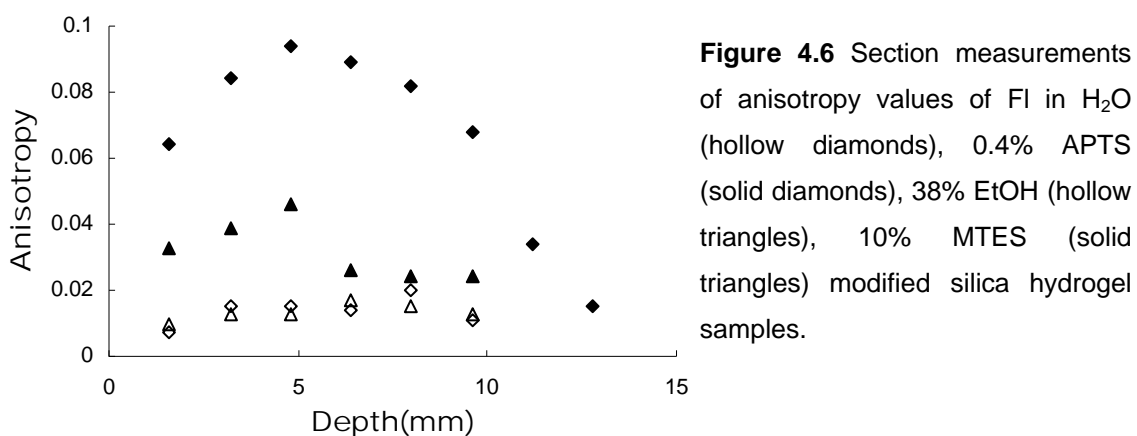 0.1
0.08
0.06
0.04
0.02
0
Anisotropy
0
5
10
15
Depth(mm)
Figure 4.6 Section measurements
of anisotropy values of Fl in H₂O
(hollow diamonds), 0.4% APTS
(solid diamonds), 38% EtOH (hollow
triangles), 10% MTES (solid
triangles) modified silica hydrogel
samples.